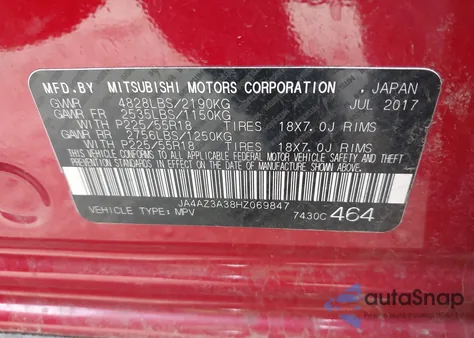 MFD.BY MITSUBISHI MOTORS CORPORATION . JAPAN
GVWR 4828LBS/2190KG JUL 2017
GAWR FR 2535LBS/1150KG
WITH P225/55R18 TIRES 18X7.0J RIMS
GAWR RR 2756LBS/1250KG
WITH P225/55R18 TIRES 18X7.0J RIMS
THIS VEHICLE CONFORMS TO ALL APPLICABLE FEDERAL MOTOR VEHICLE
SAFETY AND THEFT PREVENTION STANDARDS IN EFFECT ON THE DATE
OF MANUFACTURE SHOWN ABOVE.
JA4AZ3A38HZ069847
VEHICLE TYPE: MPV 7430C 464
autoSnap